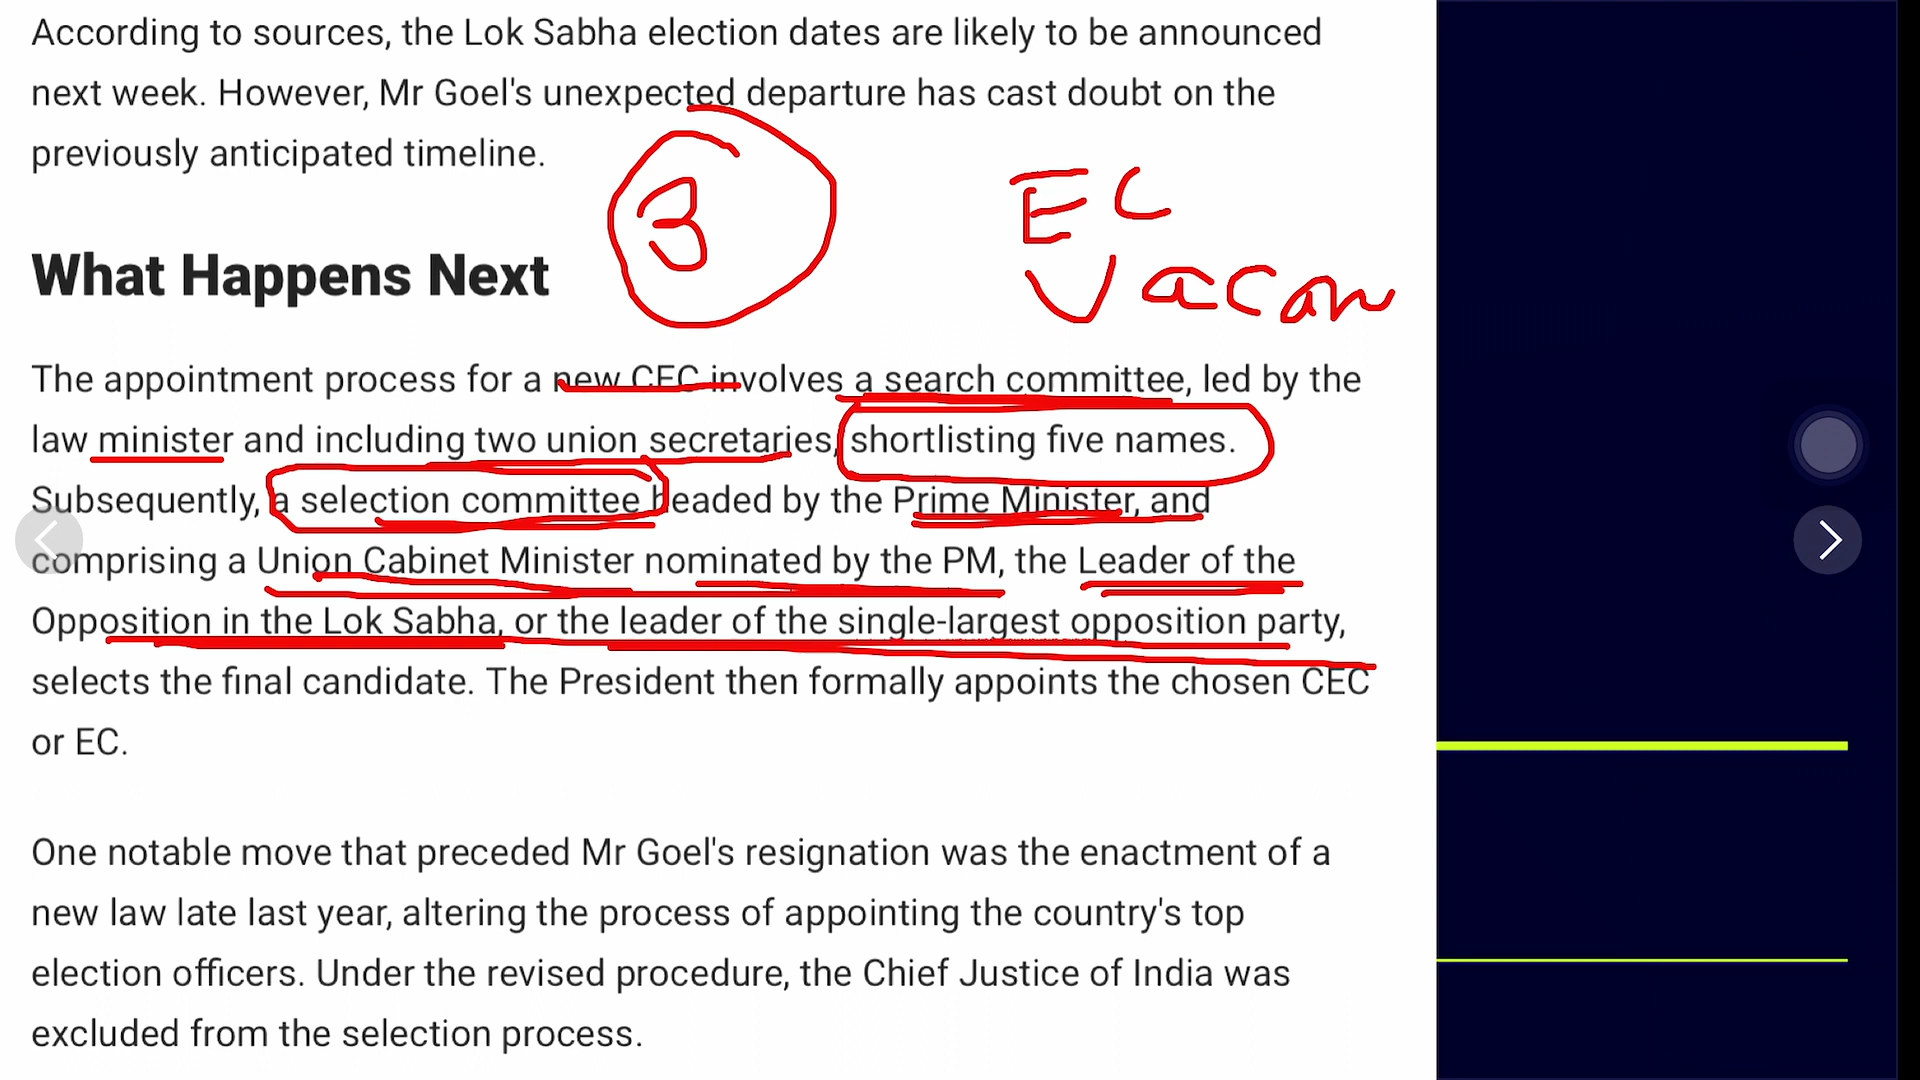 According to sources, the Lok Sabha election dates are likely to be announced
next week. However, Mr Goel's unexpected departure has cast doubt on the
previously anticipated timeline.
3
EC
Vacan
What Happens Next
The appointment process for a new CEC involves a search committee, led by the
law minister and including two union secretaries, shortlisting five names.
Subsequently, a selection committee headed by the Prime Minister, and
comprising a Union Cabinet Minister nominated by the PM, the Leader of the
Opposition in the Lok Sabha, or the leader of the single-largest opposition party,
selects the final candidate. The President then formally appoints the chosen CEC
or EC.
One notable move that preceded Mr Goel's resignation was the enactment of a
new law late last year, altering the process of appointing the country's top
election officers. Under the revised procedure, the Chief Justice of India was
excluded from the selection process.